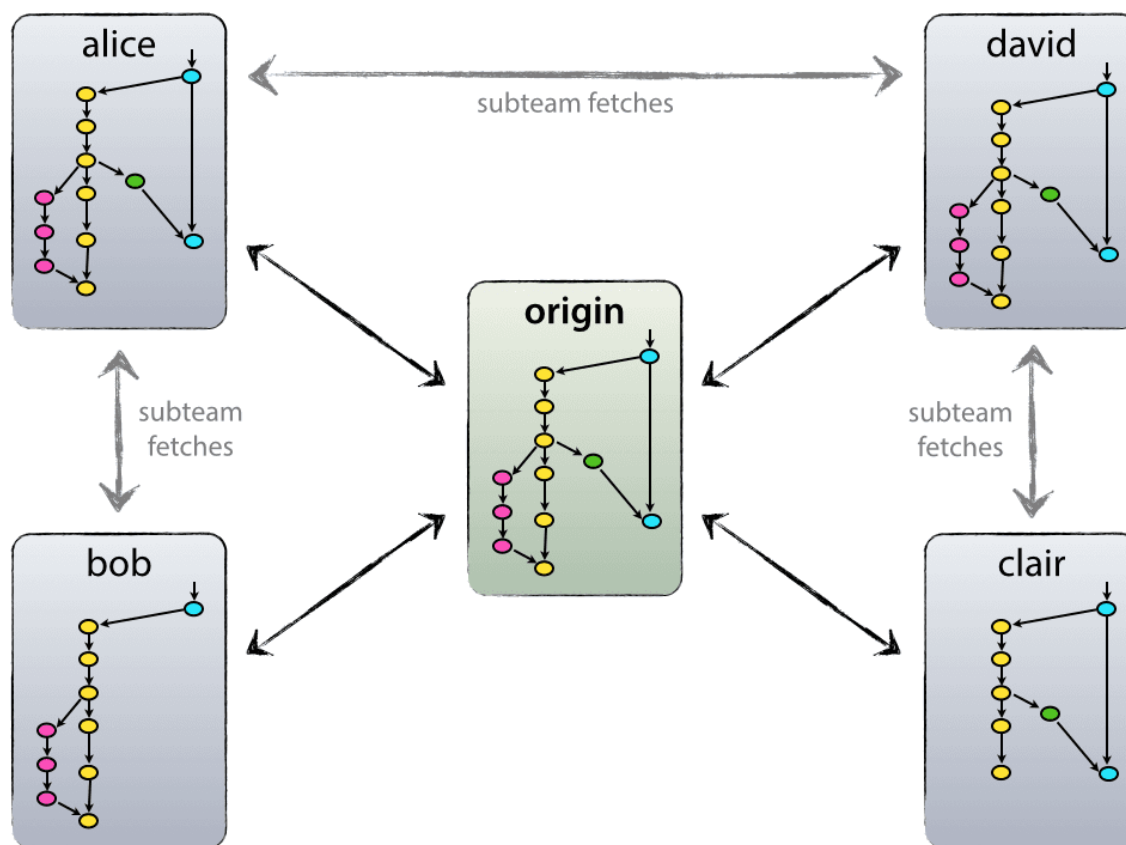 alice
david
subteam fetches
origin
subteam
fetches
subteam
fetches
bob
clair